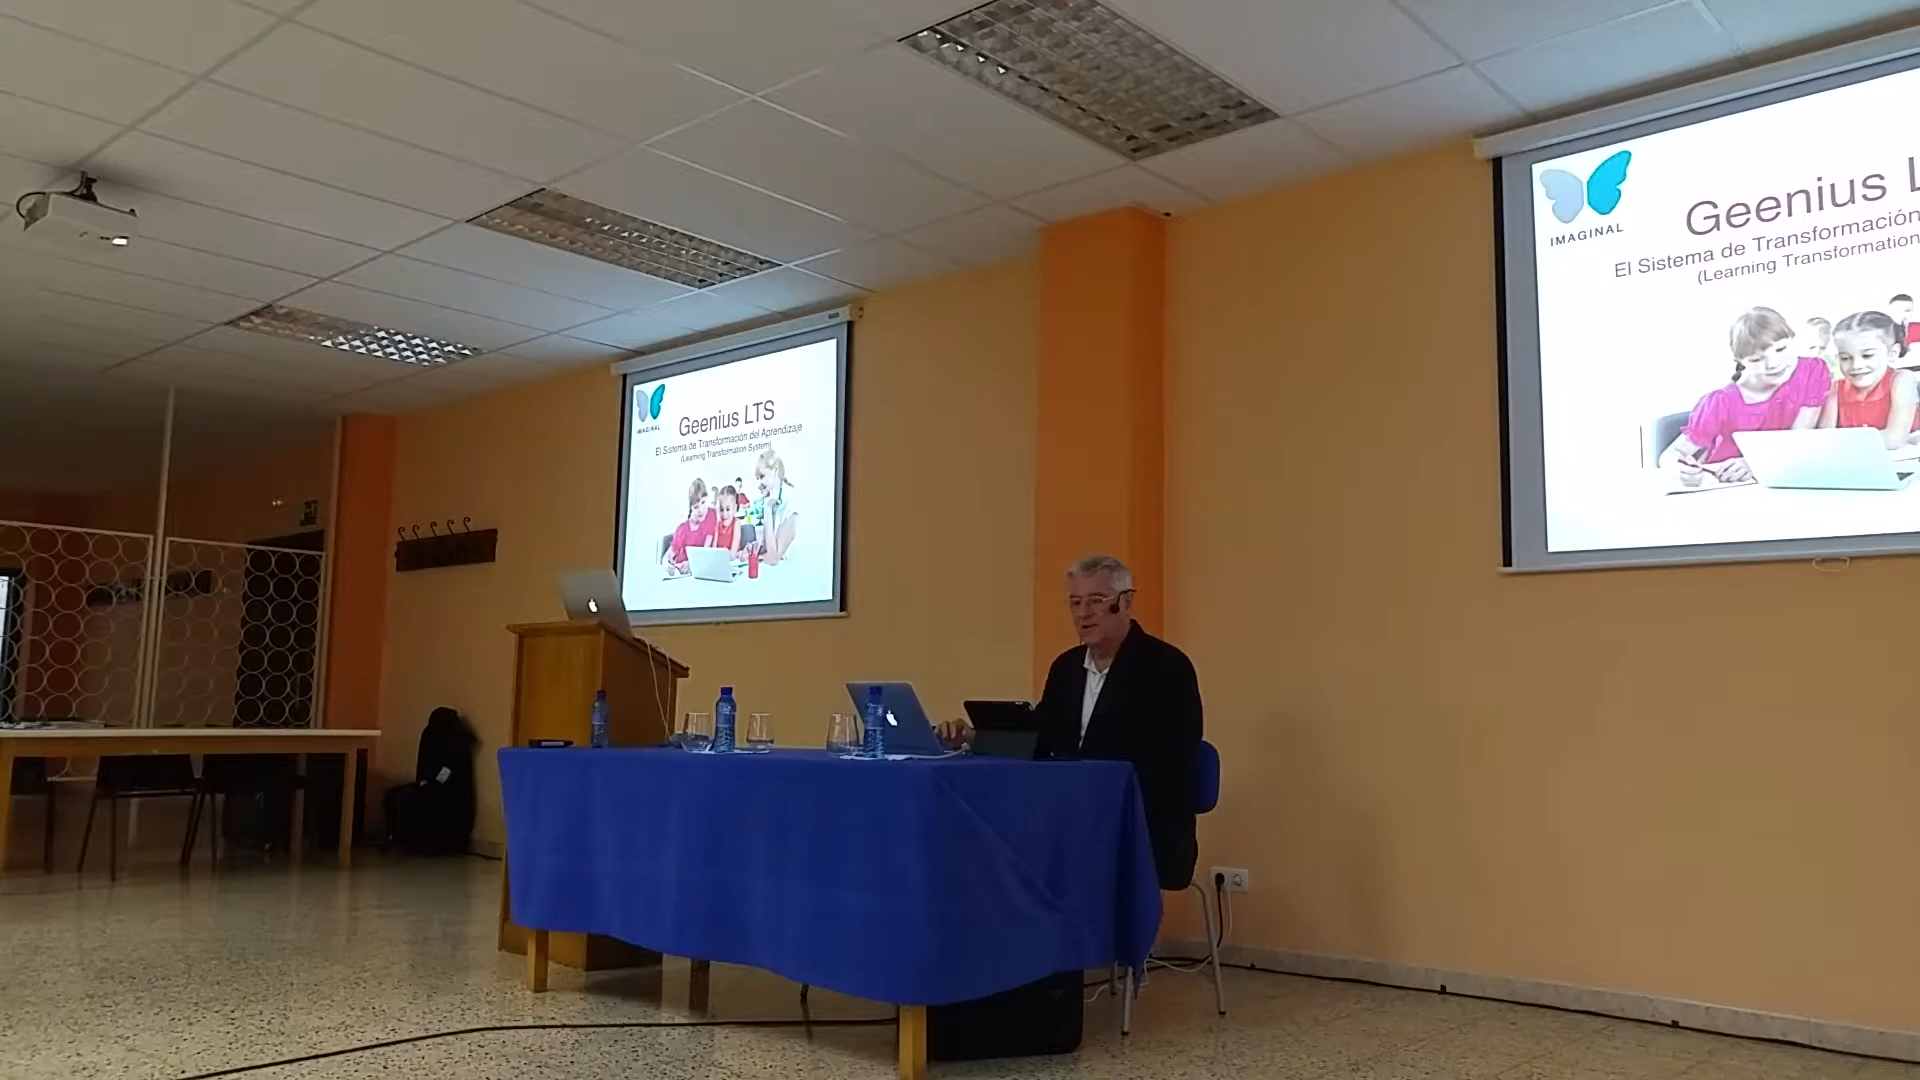 IMAGINAL
Geenius LTS
El Sistema de Transformación del Aprendizaje
(Learning Transformation System)
IMAGINAL
Geenius L
El Sistema de Transformación
(Learning Transformation